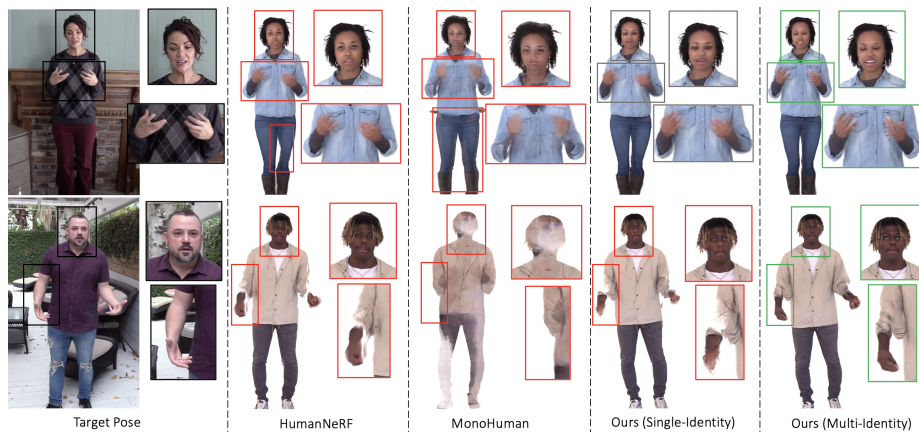 Target Pose
HumanNeRF
MonoHuman
Ours (Single-Identity)
Ours (Multi-Identity)